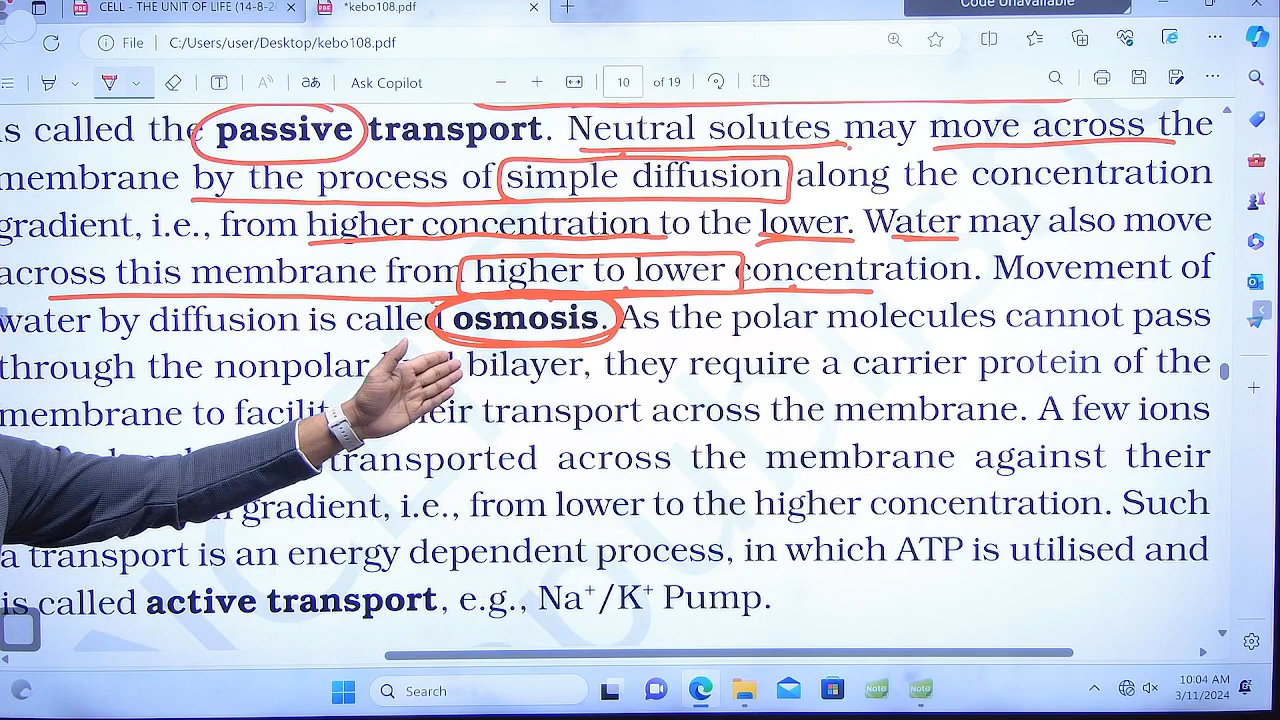 CELL - THE UNIT OF LIFE (14-8-2
*kebo108.pdf
Code Unavailable
File C:/Users/user/Desktop/kebo108.pdf
Ask Copilot 10 of 19
is called the passive transport. Neutral solutes may move across the
membrane by the process of simple diffusion along the concentration
gradient, i.e., from higher concentration to the lower. Water may also move
across this membrane from higher to lower concentration. Movement of
water by diffusion is called osmosis. As the polar molecules cannot pass
through the nonpolar bilayer, they require a carrier protein of the
membrane to their transport across the membrane. A few ions
transported across the membrane against their
gradient, i.e., from lower to the higher concentration. Such
a transport is an energy dependent process, in which ATP is utilised and
is called active transport, e.g., Na⁺/K⁺ Pump.
Search
Note
Note
10:04 AM
3/11/2024